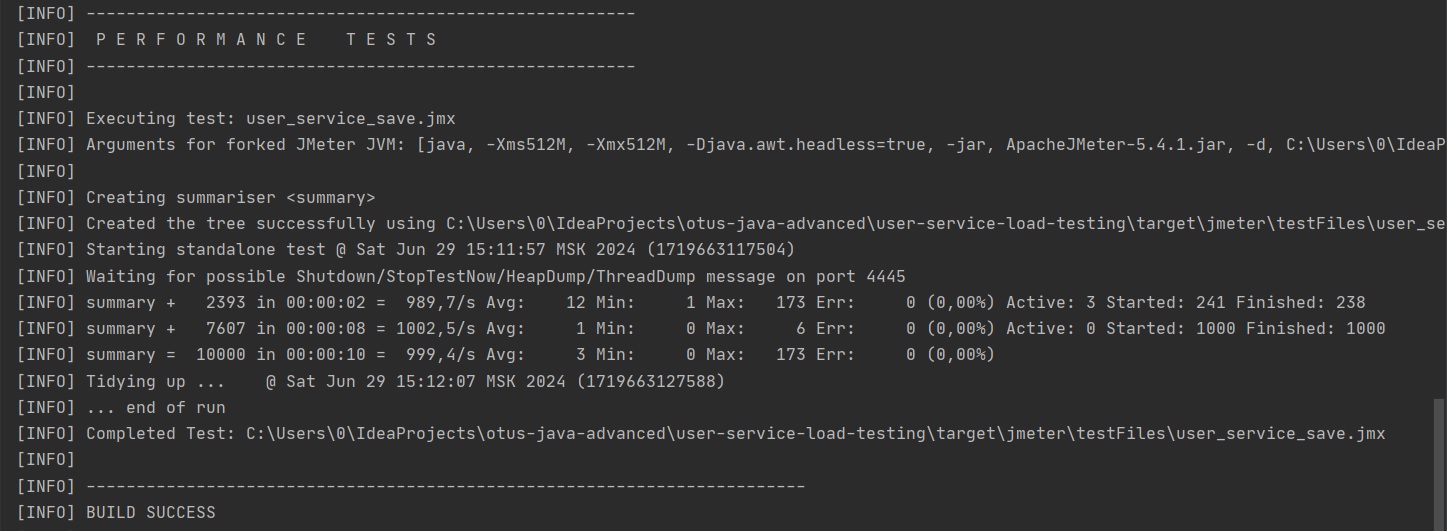 [INFO] -------------------------------------------------------
[INFO]  P E R F O R M A N C E    T E S T S
[INFO] -------------------------------------------------------
[INFO]
[INFO] Executing test: user_service_save.jmx
[INFO] Arguments for forked JMeter JVM: [java, -Xms512M, -Xmx512M, -Djava.awt.headless=true, -jar, ApacheJMeter-5.4.1.jar, -d, C:\Users\0\IdeaP
[INFO]
[INFO] Creating summariser <summary>
[INFO] Created the tree successfully using C:\Users\0\IdeaProjects\otus-java-advanced\user-service-load-testing\target\jmeter\testFiles\user_se
[INFO] Starting standalone test @ Sat Jun 29 15:11:57 MSK 2024 (1719663117504)
[INFO] Waiting for possible Shutdown/StopTestNow/HeapDump/ThreadDump message on port 4445
[INFO] summary +   2393 in 00:00:02 =  989,7/s Avg:    12 Min:     1 Max:   173 Err:     0 (0,00%) Active: 3 Started: 241 Finished: 238
[INFO] summary +   7607 in 00:00:08 = 1002,5/s Avg:     1 Min:     0 Max:     6 Err:     0 (0,00%) Active: 0 Started: 1000 Finished: 1000
[INFO] summary =  10000 in 00:00:10 =  999,4/s Avg:     3 Min:     0 Max:   173 Err:     0 (0,00%)
[INFO] Tidying up ...    @ Sat Jun 29 15:12:07 MSK 2024 (1719663127588)
[INFO] ... end of run
[INFO] Completed Test: C:\Users\0\IdeaProjects\otus-java-advanced\user-service-load-testing\target\jmeter\testFiles\user_service_save.jmx
[INFO]
[INFO] ------------------------------------------------------------------------
[INFO] BUILD SUCCESS